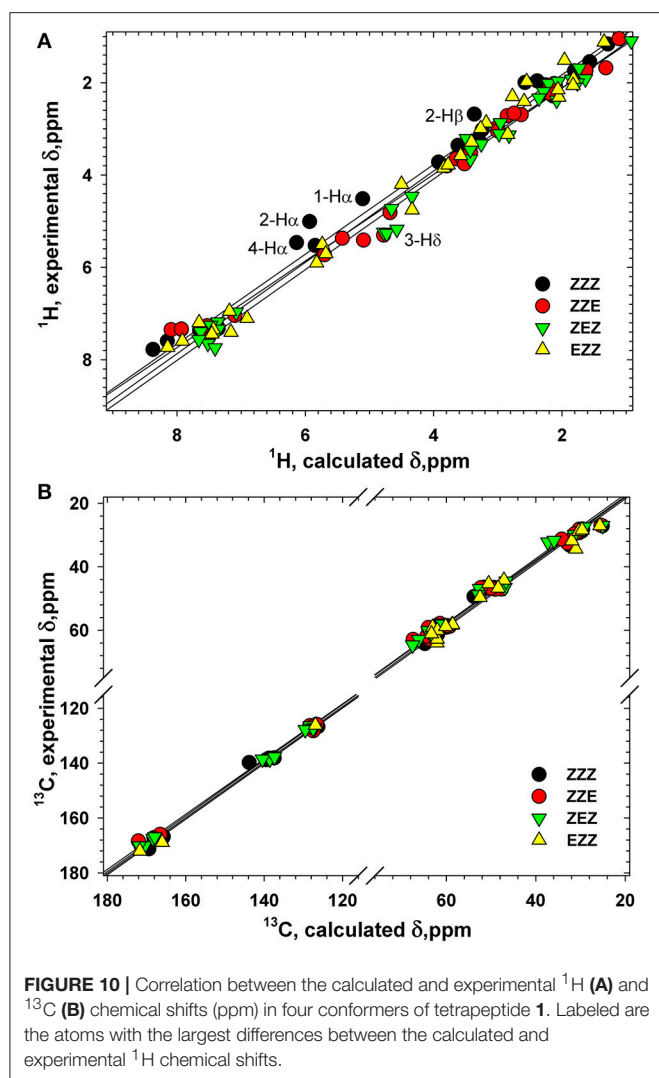 A
2
4
6
8
¹H, experimental δ,ppm
2-Hβ
1-Hα
2-Hα
4-Hα
3-Hδ
ZZZ
ZZE
ZEZ
EZZ
8 6 4 2
¹H, calculated δ,ppm
B
20
40
60
120
140
160
180
¹³C, experimental δ,ppm
ZZZ
ZZE
ZEZ
EZZ
180 160 140 120 60 40 20
¹³C, calculated δ,ppm
FIGURE 10 | Correlation between the calculated and experimental ¹H (A) and
¹³C (B) chemical shifts (ppm) in four conformers of tetrapeptide 1. Labeled are
the atoms with the largest differences between the calculated and
experimental ¹H chemical shifts.